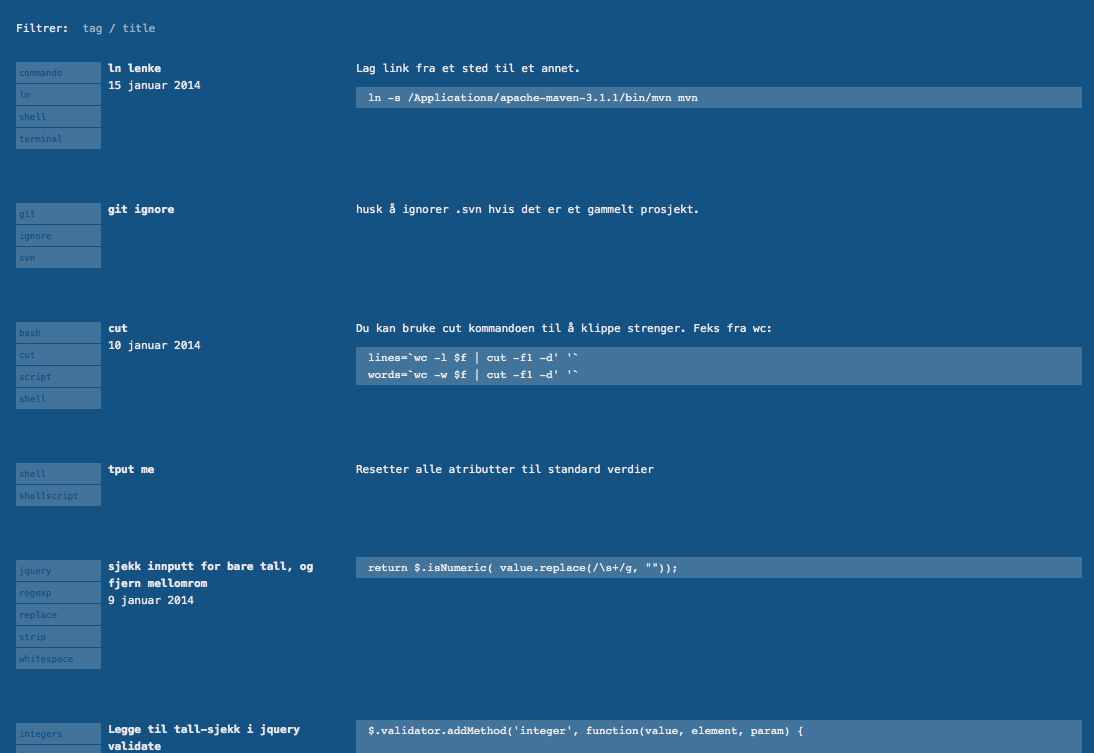 Filtrer: tag / title
commando
ln
shell
terminal
ln lenke
15 januar 2014
Lag link fra et sted til et annet.
ln -s /Applications/apache-maven-3.1.1/bin/mvn mvn
git
ignore
svn
git ignore
husk å ignorer .svn hvis det er et gammelt prosjekt.
bash
cut
script
shell
cut
10 januar 2014
Du kan bruke cut kommandoen til å klippe strenger. Feks fra wc:
lines=`wc -l $f | cut -f1 -d' '`
words=`wc -w $f | cut -f1 -d' '`
shell
shellscript
tput me
Resetter alle atributter til standard verdier
jquery
regexp
replace
strip
whitespace
sjekk innputt for bare tall, og
fjern mellomrom
9 januar 2014
return $.isNumeric( value.replace(/\s+/g, ""));
integers
Legge til tall-sjekk i jquery
validate
$.validator.addMethod('integer', function(value, element, param) {